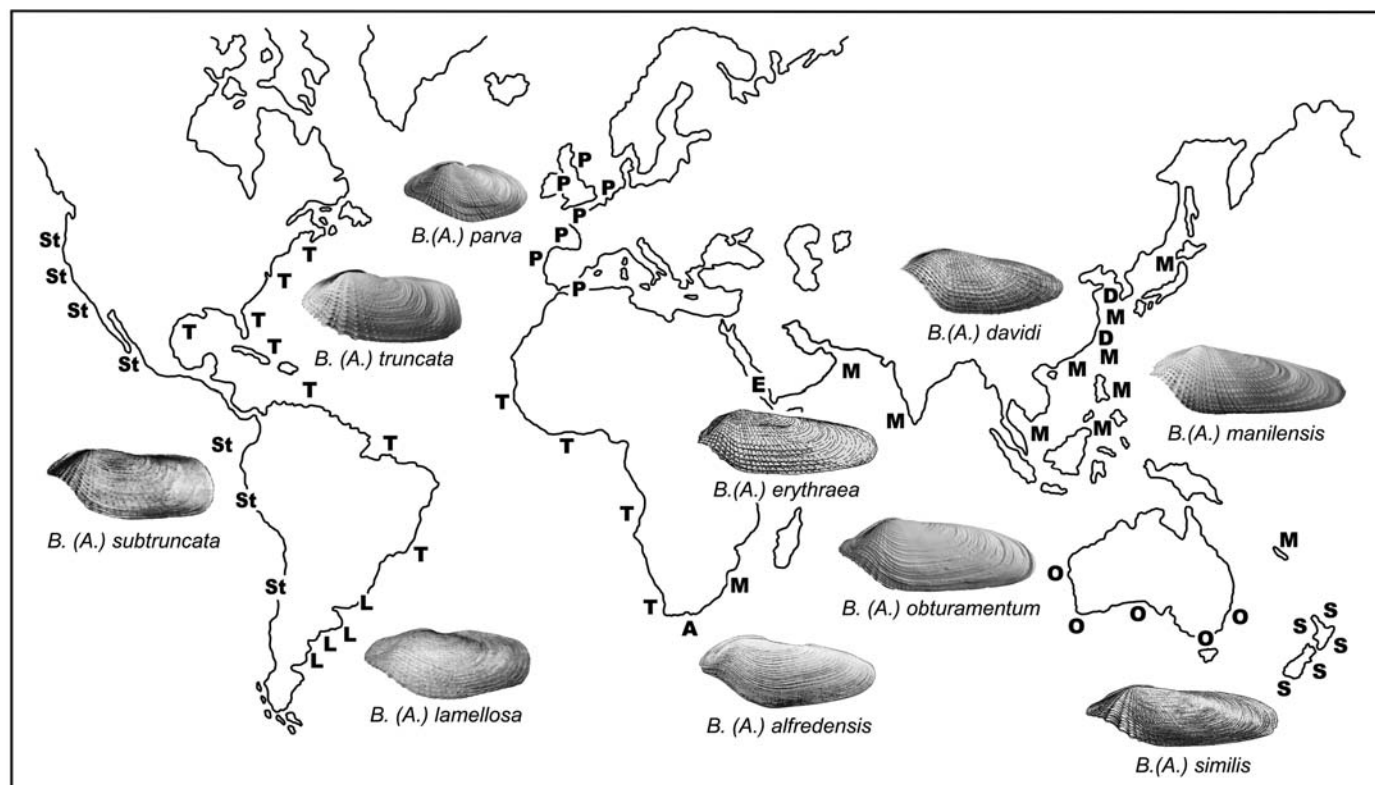 P
P
P
B.(A.) parva
St
T
P
P
St
T
P
B.(A.) davidi
M
P
D
St
T
T
B. (A.) truncata
M
D
St
T
E
M
M
M
T
T
M
M
M
B.(A.) manilensis
M
St
T
T
B.(A.) erythraea
St
T
B. (A.) subtruncata
T
M
O
St
L
T
M
B. (A.) obturamentum
O
O
O
O
S
S
S
L
L
L
A
S
S
B. (A.) lamellosa
B. (A.) alfredensis
B.(A.) similis